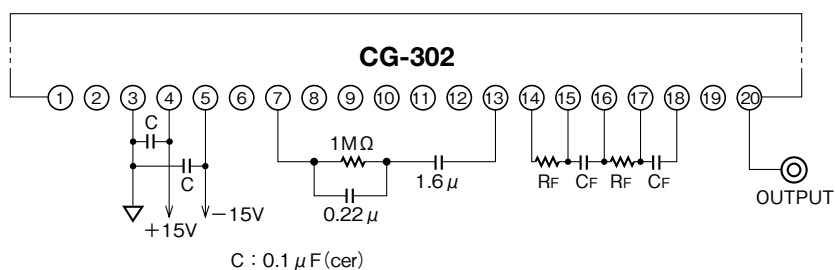 CG-302
1 2 3 4 5 6 7 8 9 10 11 12 13 14 15 16 17 18 19 20
C
C
1MΩ
0.22μ
1.6μ
RF CF RF CF
OUTPUT
+15V
−15V
C：0.1μF(cer)